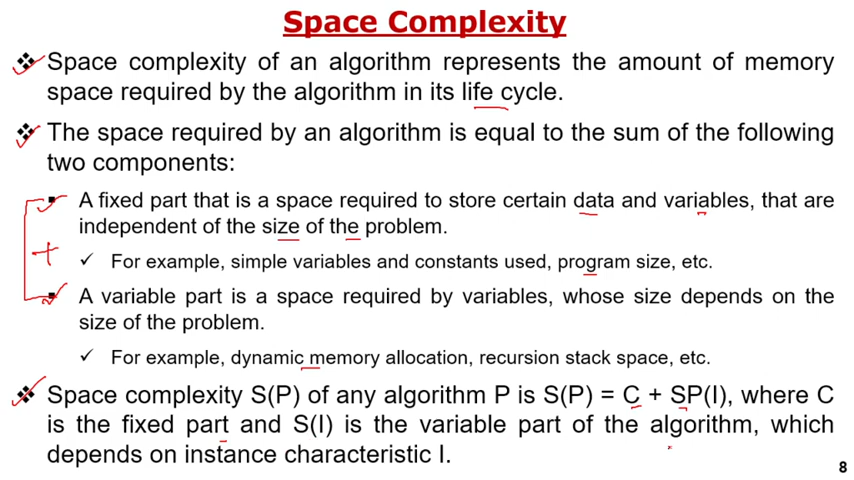 Space Complexity
Space complexity of an algorithm represents the amount of memory
space required by the algorithm in its life cycle.
The space required by an algorithm is equal to the sum of the following
two components:
A fixed part that is a space required to store certain data and variables, that are
independent of the size of the problem.
For example, simple variables and constants used, program size, etc.
A variable part is a space required by variables, whose size depends on the
size of the problem.
For example, dynamic memory allocation, recursion stack space, etc.
Space complexity S(P) of any algorithm P is S(P) = C + SP(I), where C
is the fixed part and S(I) is the variable part of the algorithm, which
depends on instance characteristic I.
8